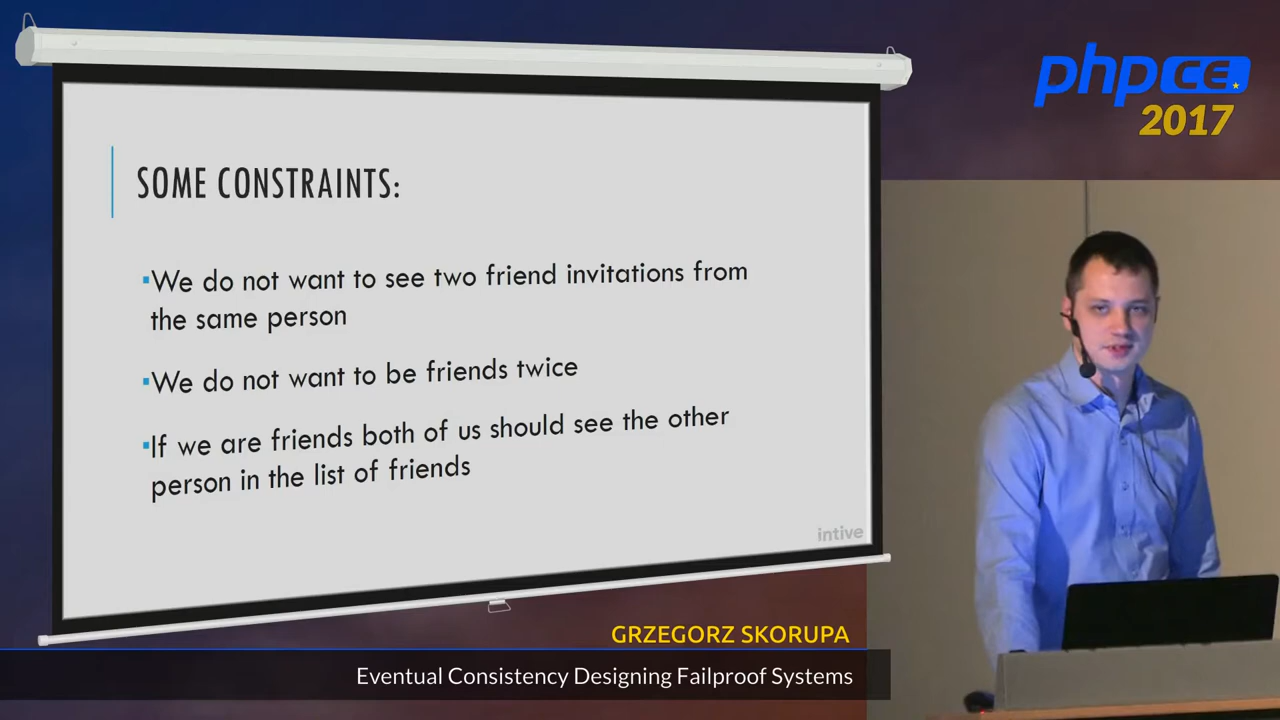 phpCE
2017
SOME CONSTRAINTS:
▪We do not want to see two friend invitations from
the same person
▪We do not want to be friends twice
▪If we are friends both of us should see the other
person in the list of friends
intive
GRZEGORZ SKORUPA
Eventual Consistency Designing Failproof Systems